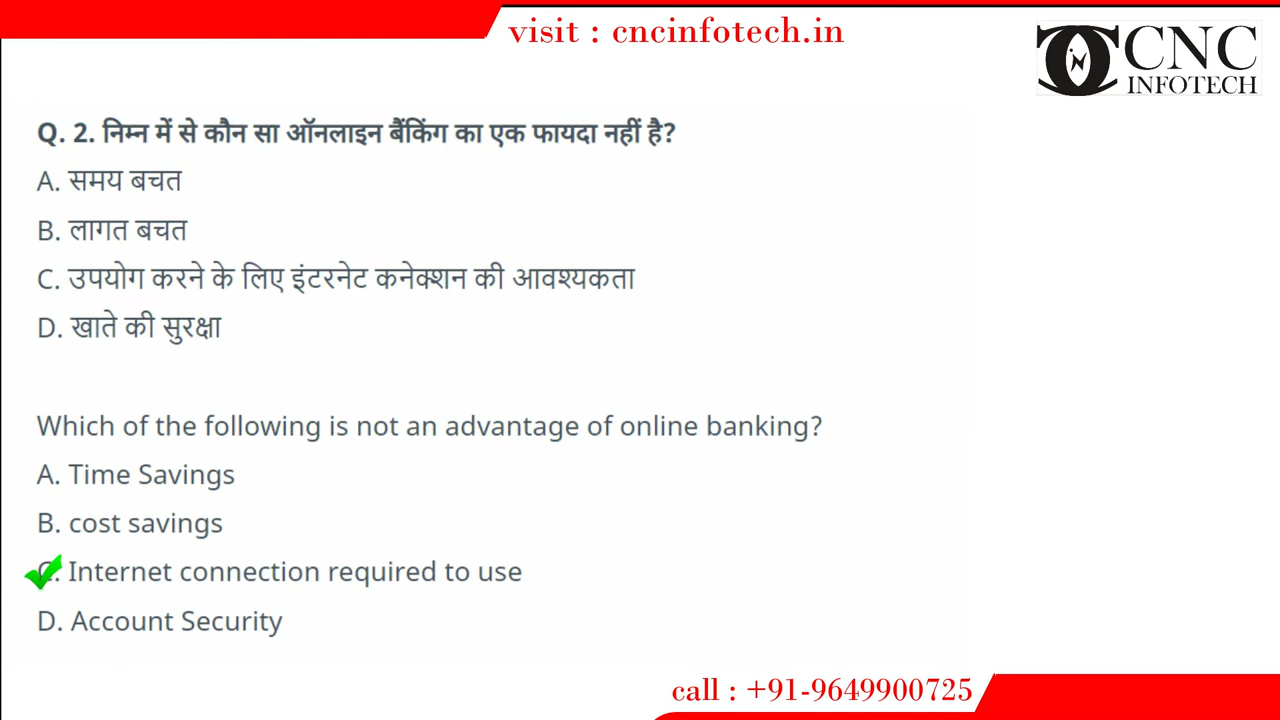 visit : cncinfotech.in
CNC
INFOTECH
Q. 2. निम्न में से कौन सा ऑनलाइन बैंकिंग का एक फायदा नहीं है?
A. समय बचत
B. लागत बचत
C. उपयोग करने के लिए इंटरनेट कनेक्शन की आवश्यकता
D. खाते की सुरक्षा
Which of the following is not an advantage of online banking?
A. Time Savings
B. cost savings
C. Internet connection required to use
D. Account Security
call : +91-9649900725